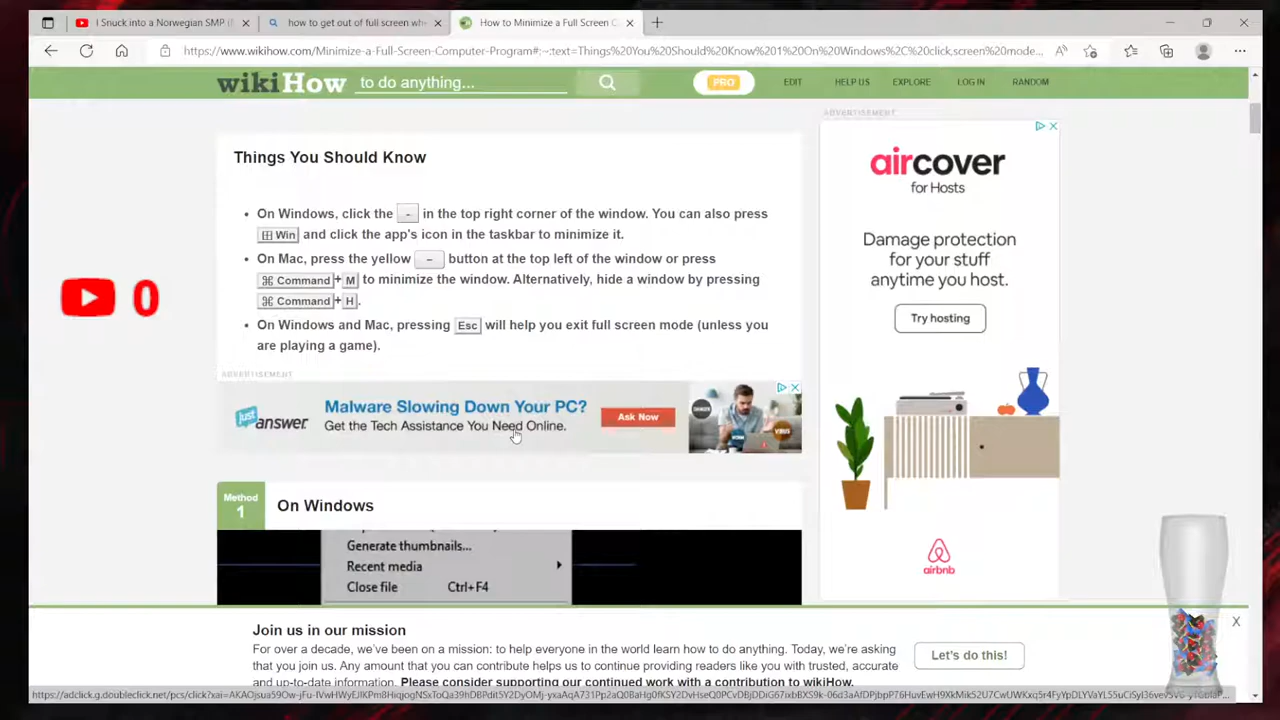 I Snuck into a Norwegian SMP (
how to get out of full screen whe
How to Minimize a Full Screen C
https://www.wikihow.com/Minimize-a-Full-Screen-Computer-Program#:~:text=Things%20You%20Should%20Know%201%20On%20Windows%2C%20click,screen%20mode...
wikiHow to do anything...
PRO
EDIT
HELP US
EXPLORE
LOG IN
RANDOM
ADVERTISEMENT
Things You Should Know
• On Windows, click the - in the top right corner of the window. You can also press
Win and click the app's icon in the taskbar to minimize it.
• On Mac, press the yellow – button at the top left of the window or press
⌘ Command+ M to minimize the window. Alternatively, hide a window by pressing
⌘ Command+ H.
• On Windows and Mac, pressing Esc will help you exit full screen mode (unless you
are playing a game).
0
ADVERTISEMENT
just answer
Malware Slowing Down Your PC?
Get the Tech Assistance You Need Online.
Ask Now
DANGER
VIRUS
aircover
for Hosts
Damage protection
for your stuff
anytime you host.
Try hosting
airbnb
Method
1
On Windows
Generate thumbnails...
Recent media
Close file Ctrl+F4
Join us in our mission
For over a decade, we've been on a mission: to help everyone in the world learn how to do anything. Today, we're asking
that you join us. Any amount that you can contribute helps us to continue providing readers like you with trusted, accurate
and up-to-date information. Please consider supporting our continued work with a contribution to wikiHow.
Let's do this!
X